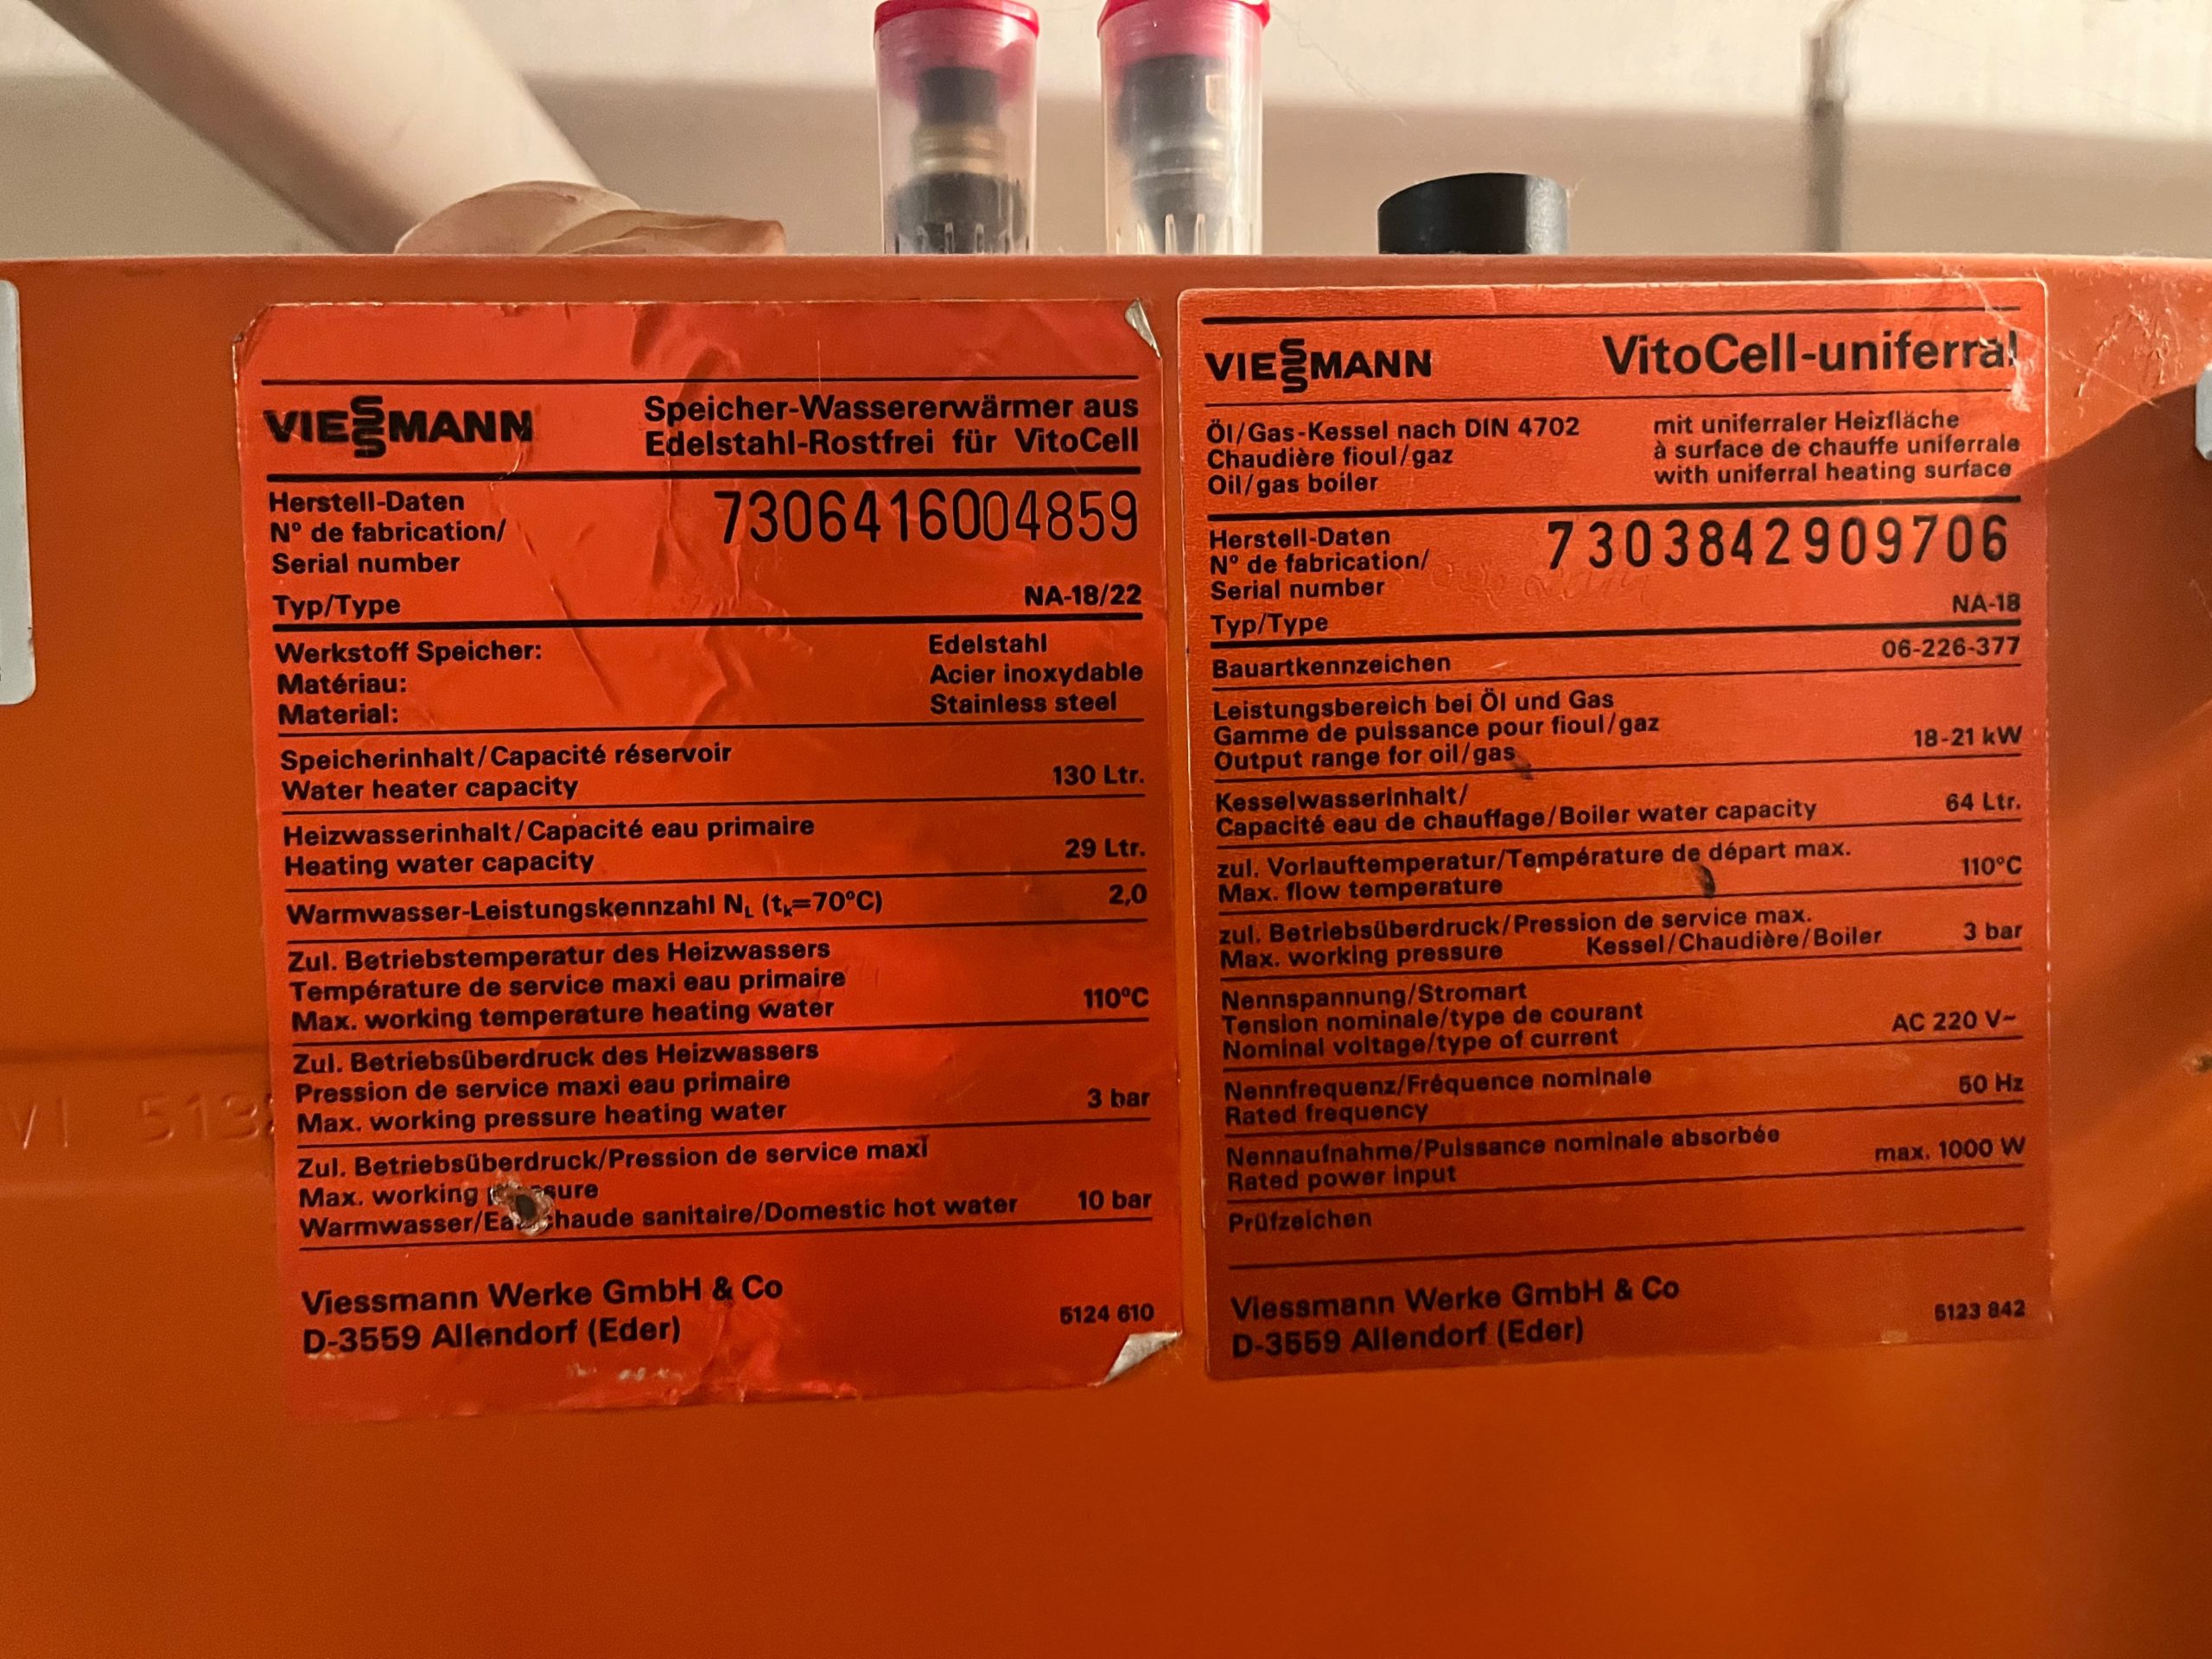 VIESSMANN
Speicher-Wassererwärmer aus
Edelstahl-Rostfrei für VitoCell
Herstell-Daten
Nº de fabrication/
Serial number
7306416004859
Typ/Type NA-18/22
Werkstoff Speicher: Edelstahl
Matériau: Acier inoxydable
Material: Stainless steel
Speicherinhalt/Capacité réservoir
Water heater capacity 130 Ltr.
Heizwasserinhalt/Capacité eau primaire
Heating water capacity 29 Ltr.
Warmwasser-Leistungskennzahl NL (tk=70°C) 2,0
Zul. Betriebstemperatur des Heizwassers
Température de service maxi eau primaire
Max. working temperature heating water 110°C
Zul. Betriebsüberdruck des Heizwassers
Pression de service maxi eau primaire
Max. working pressure heating water 3 bar
Zul. Betriebsüberdruck/Pression de service maxi
Max. working
Warmwasser/Eau chaude sanitaire/Domestic hot water 10 bar
Viessmann Werke GmbH & Co
D-3559 Allendorf (Eder) 5124 610
VIESSMANN VitoCell-uniferral
Öl/Gas-Kessel nach DIN 4702
Chaudière fioul/gaz
Oil/gas boiler
mit uniferraler Heizfläche
à surface de chauffe uniferrale
with uniferral heating surface
Herstell-Daten
Nº de fabrication/
Serial number
7303842909706
Typ/Type NA-18
Bauartkennzeichen 06-226-377
Leistungsbereich bei Öl und Gas
Gamme de puissance pour fioul/gaz
Output range for oil/gas 18-21 kW
Kesselwasserinhalt/
Capacité eau de chauffage/Boiler water capacity 64 Ltr.
zul. Vorlauftemperatur/Température de départ max.
Max. flow temperature 110°C
zul. Betriebsüberdruck/Pression de service max.
Max. working pressure Kessel/Chaudière/Boiler 3 bar
Nennspannung/Stromart
Tension nominale/type de courant
Nominal voltage/type of current AC 220 V~
Nennfrequenz/Fréquence nominale
Rated frequency 50 Hz
Nennaufnahme/Puissance nominale absorbée
Rated power input max. 1000 W
Prüfzeichen
Viessmann Werke GmbH & Co
D-3559 Allendorf (Eder) 5123 842